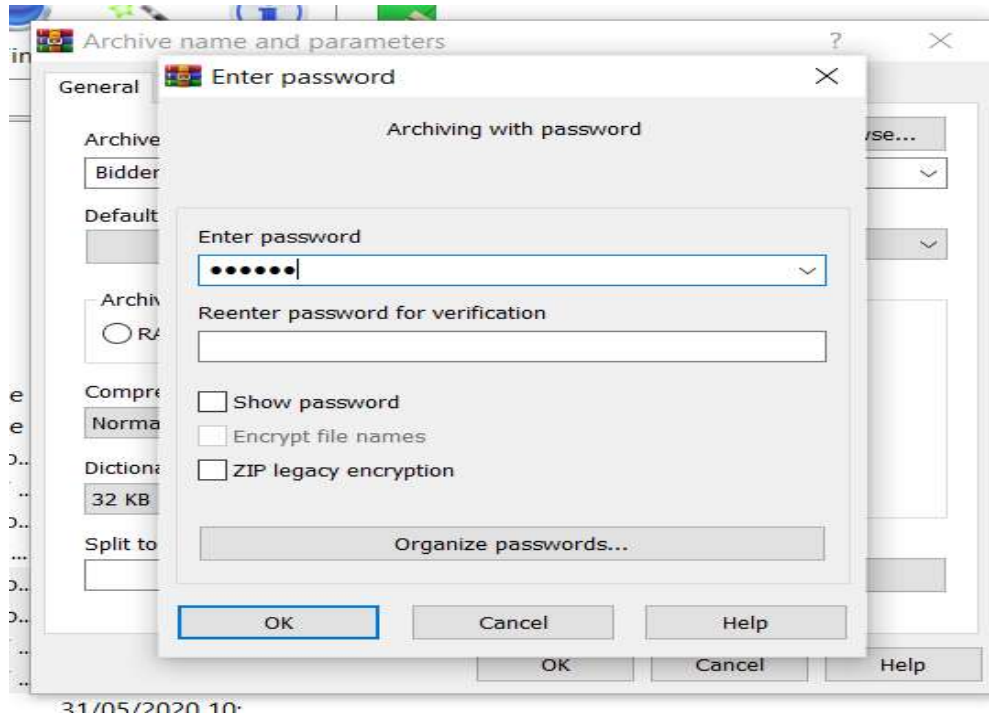 Archive name and parameters
?
General
Enter password
Archiving with password
Archive
Bidder
Default
Enter password
••••••
Reenter password for verification
Compre
Norma
Show password
Encrypt file names
Dictiona
ZIP legacy encryption
32 KB
Split to
Organize passwords...
OK Cancel Help
OK Cancel Help
31/05/2020 10: